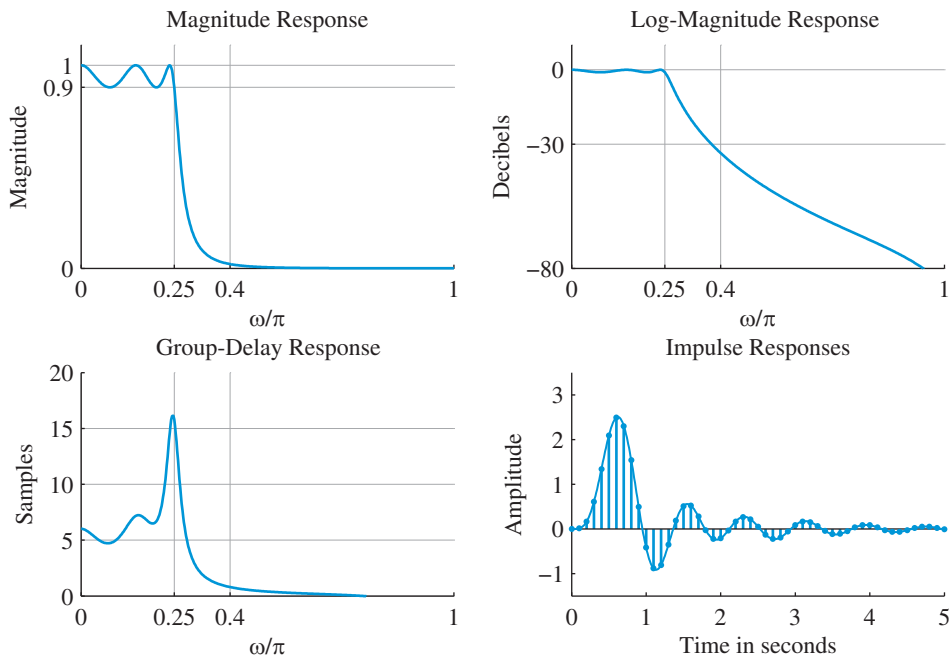 Magnitude Response
Magnitude
1
0.9
0
0 0.25 0.4 1
ω/π
Log-Magnitude Response
Decibels
0
−30
−80
0 0.25 0.4 1
ω/π
Group-Delay Response
Samples
20
15
10
5
0
0 0.25 0.4 1
ω/π
Impulse Responses
Amplitude
3
2
1
0
−1
0 1 2 3 4 5
Time in seconds